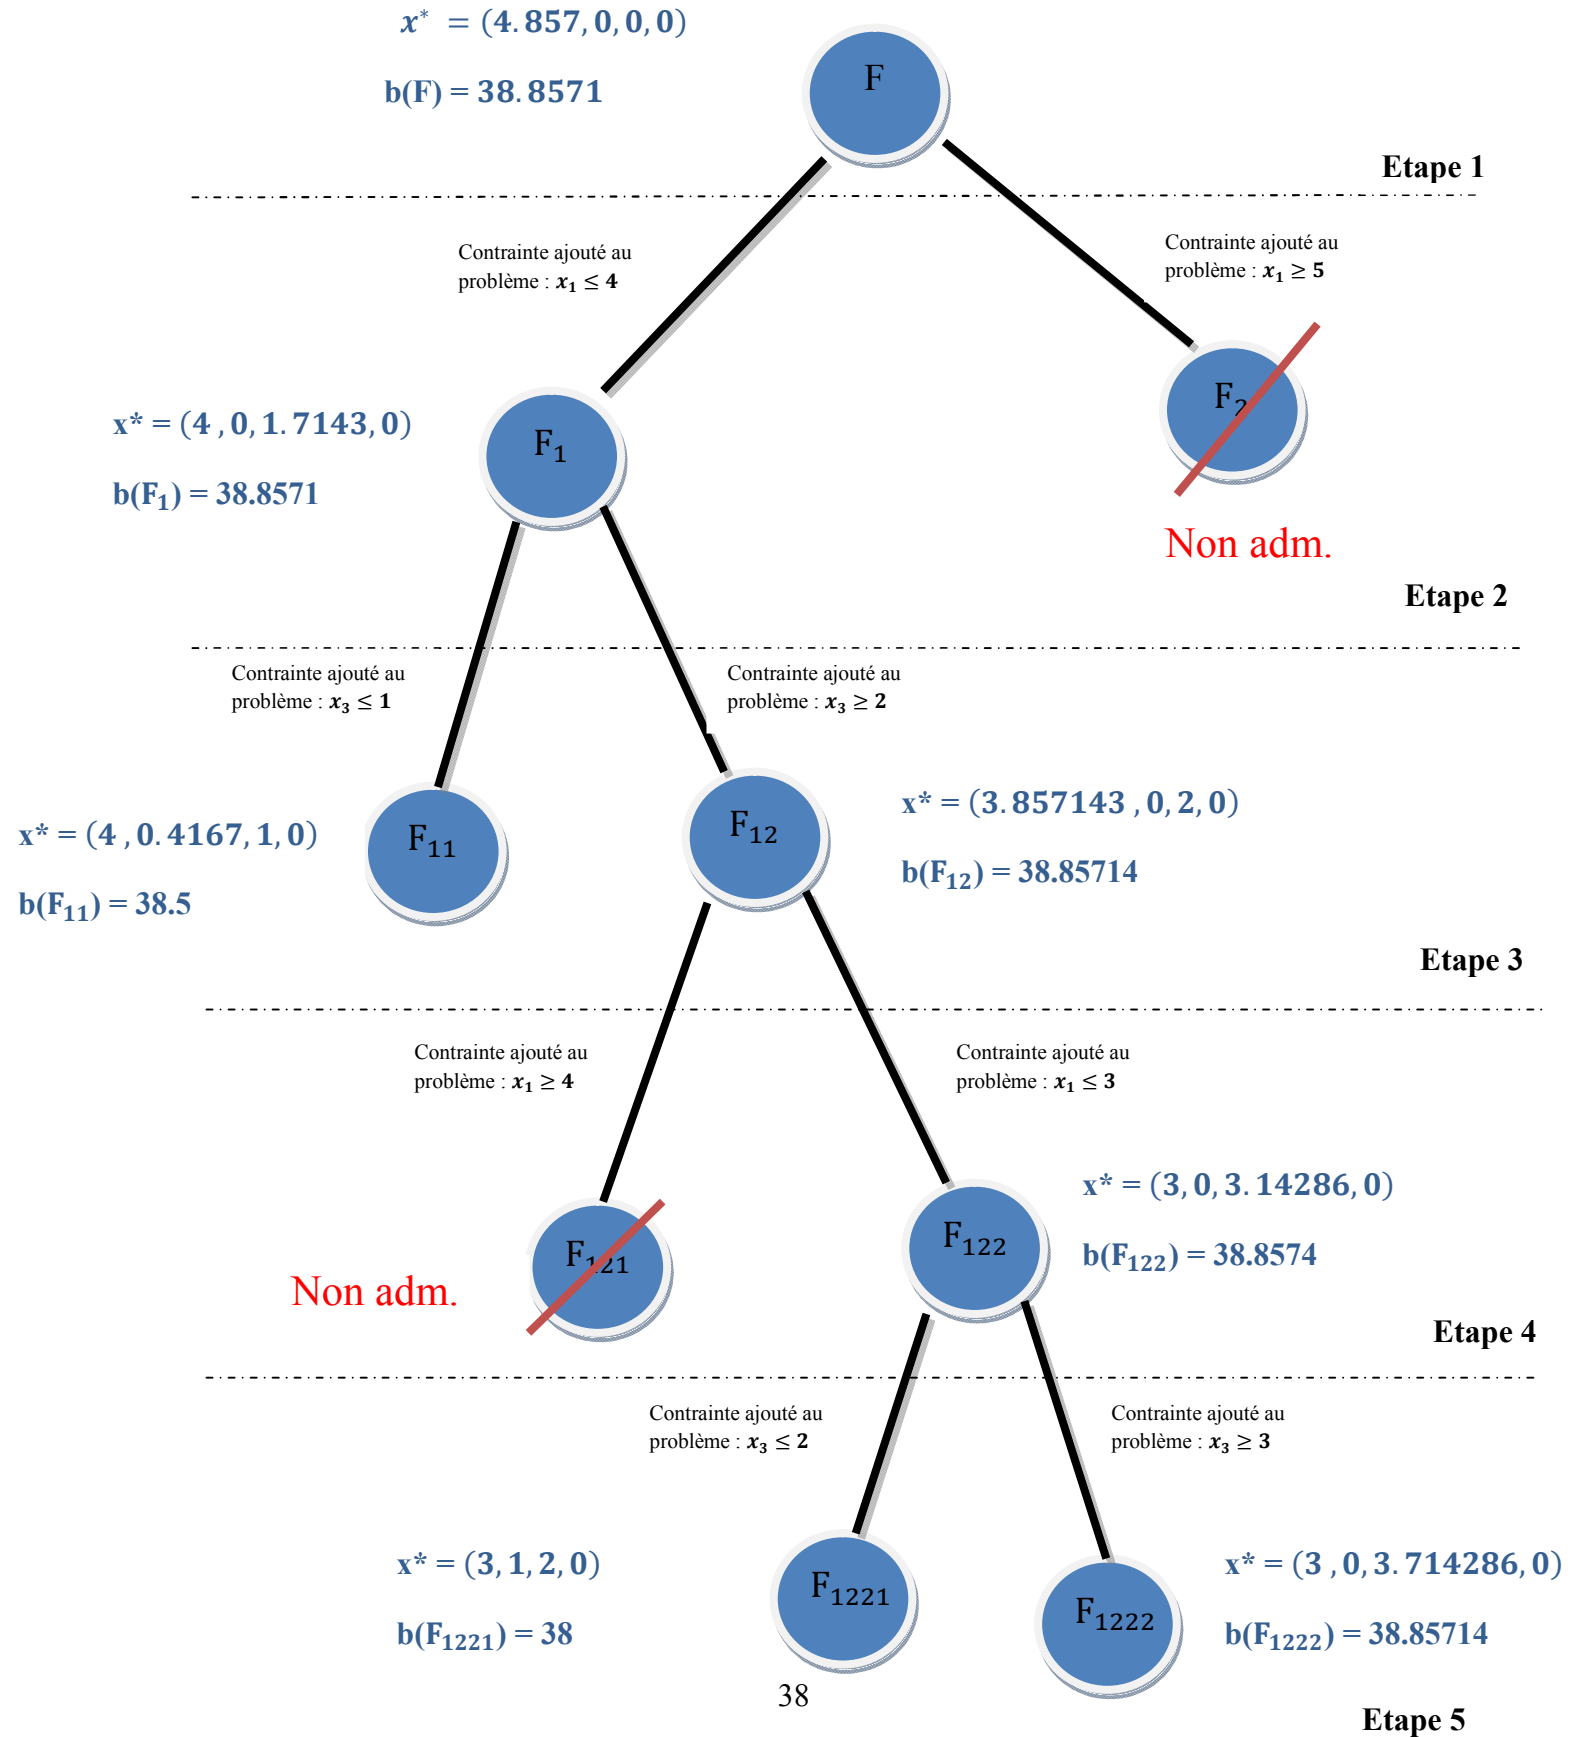 x* = (4.857,0,0,0)
b(F) = 38.8571
F
Etape 1
Contrainte ajouté au
problème : x₁ ≤ 4
Contrainte ajouté au
problème : x₁ ≥ 5
x* = (4 ,0,1.7143,0)
b(F₁) = 38.8571
F₁
F₂
Non adm.
Etape 2
Contrainte ajouté au
problème : x₃ ≤ 1
Contrainte ajouté au
problème : x₃ ≥ 2
x* = (4 ,0.4167,1,0)
b(F₁₁) = 38.5
F₁₁
F₁₂
x* = (3.857143 ,0,2,0)
b(F₁₂) = 38.85714
Etape 3
Contrainte ajouté au
problème : x₁ ≥ 4
Contrainte ajouté au
problème : x₁ ≤ 3
F₁₂₁
Non adm.
F₁₂₂
x* = (3,0,3.14286,0)
b(F₁₂₂) = 38.8574
Etape 4
Contrainte ajouté au
problème : x₃ ≤ 2
Contrainte ajouté au
problème : x₃ ≥ 3
x* = (3,1,2,0)
b(F₁₂₂₁) = 38
F₁₂₂₁
F₁₂₂₂
x* = (3 ,0,3.714286,0)
b(F₁₂₂₂) = 38.85714
38
Etape 5